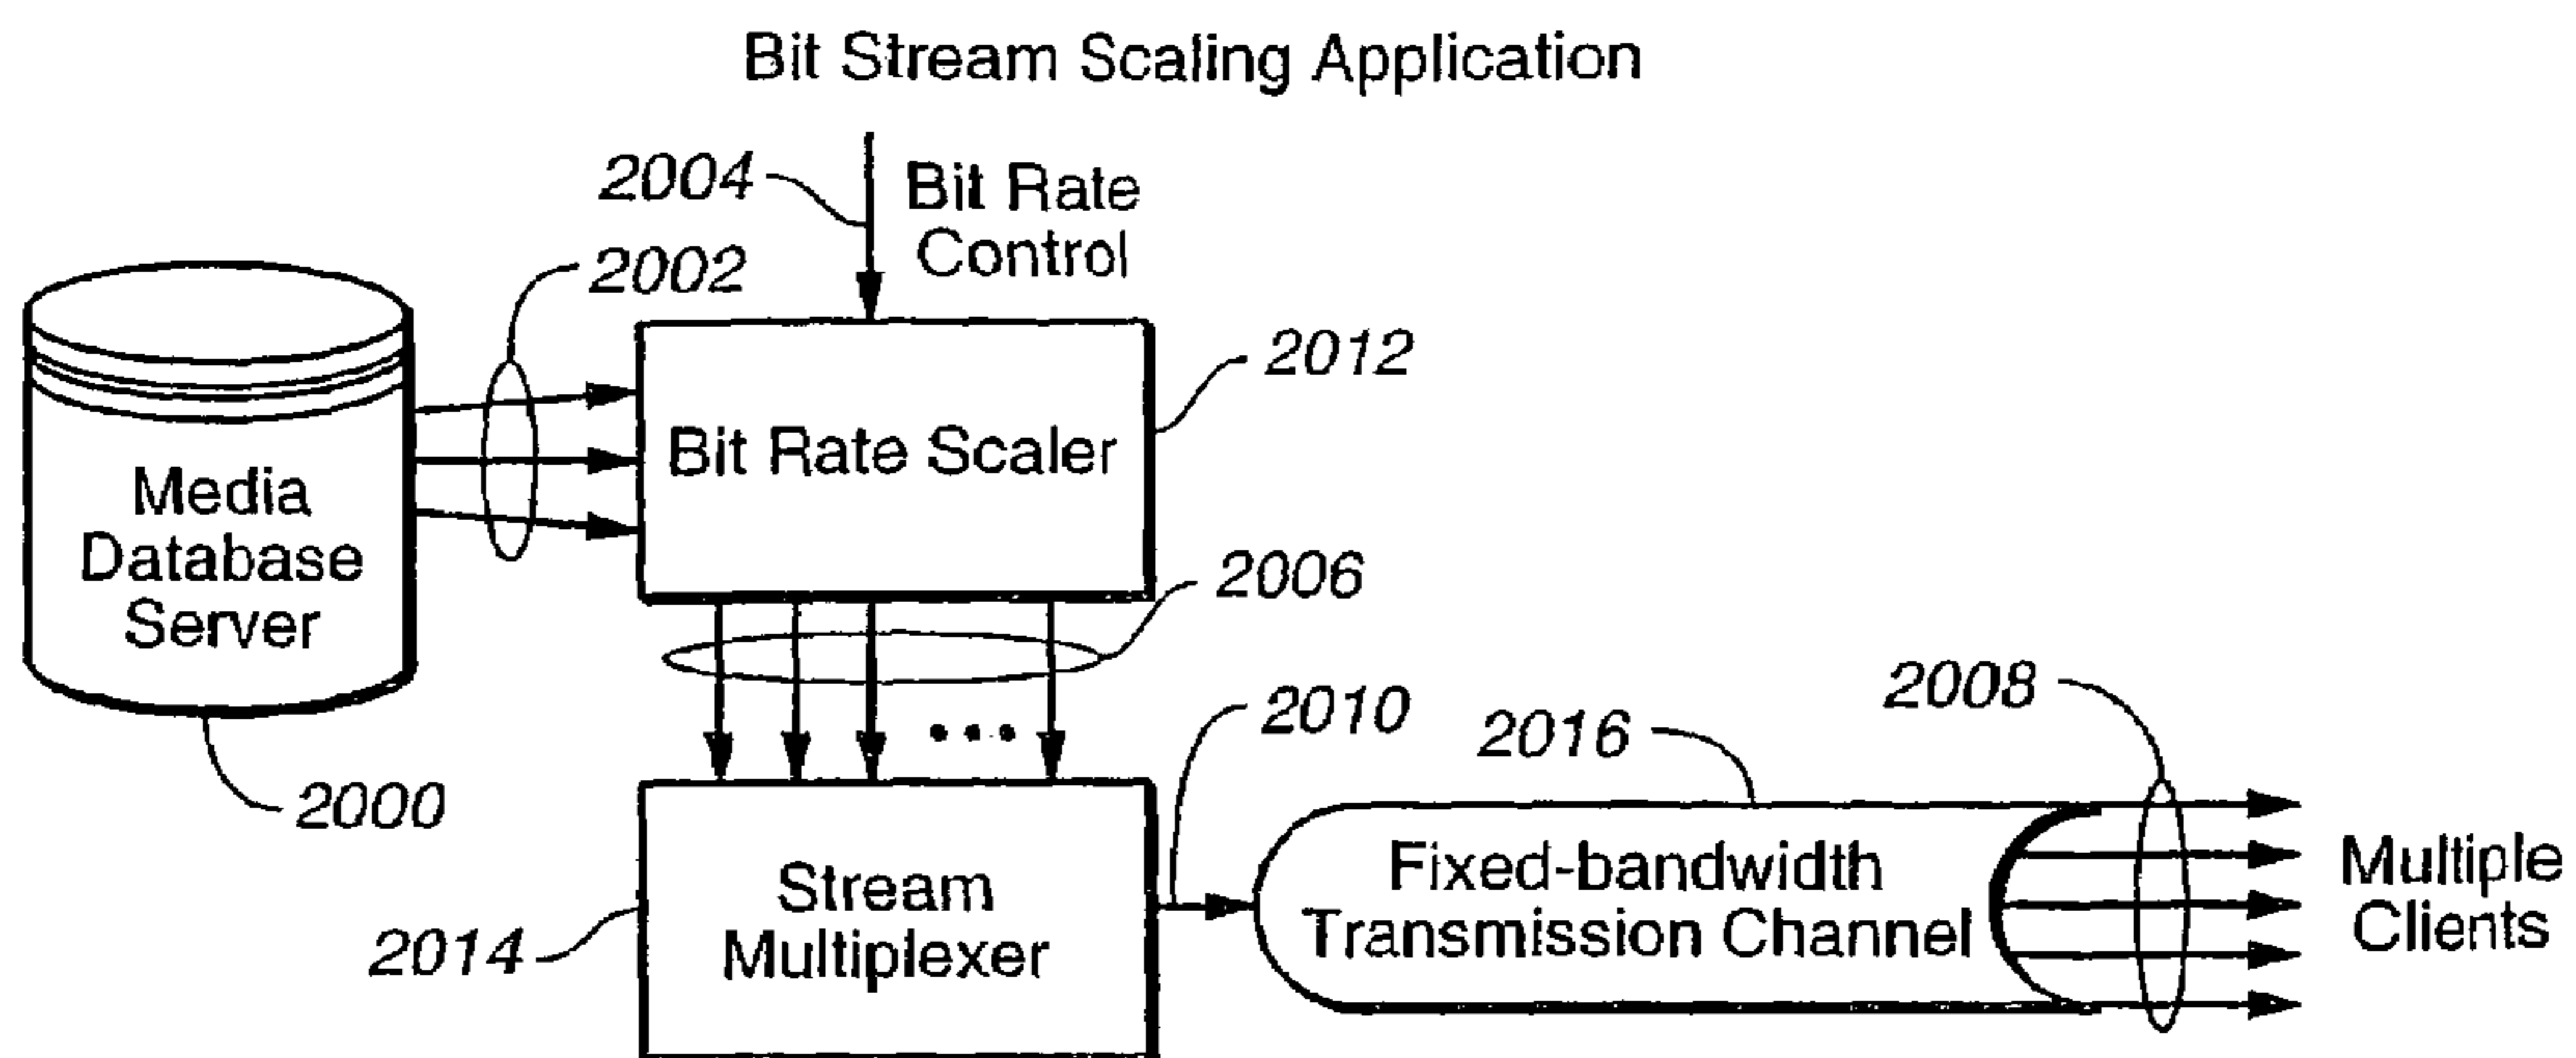 Bit Stream Scaling Application
2004
Bit Rate
Control
2002
2012
Bit Rate Scaler
Media
Database
Server
2006
2010
2016
2008
2000
Stream
Multiplexer
2014
Fixed-bandwidth
Transmission Channel
Multiple
Clients